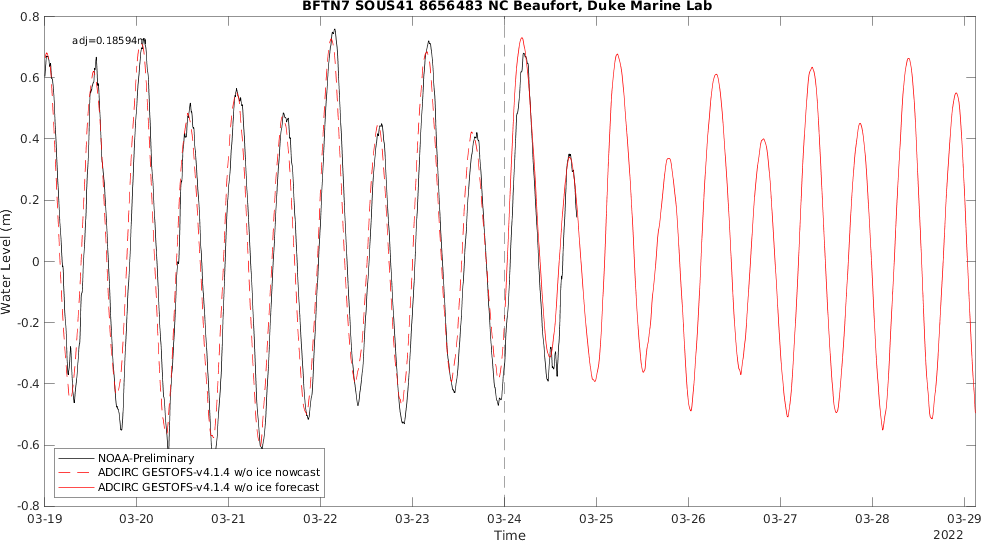 BFTN7 SOUS41 8656483 NC Beaufort, Duke Marine Lab
adj=0.18594m
0.8
0.6
0.4
0.2
0
-0.2
-0.4
-0.6
-0.8
Water Level (m)
NOAA-Preliminary
ADCIRC GESTOFS-v4.1.4 w/o ice nowcast
ADCIRC GESTOFS-v4.1.4 w/o ice forecast
03-19 03-20 03-21 03-22 03-23 03-24 03-25 03-26 03-27 03-28 03-29
Time
2022